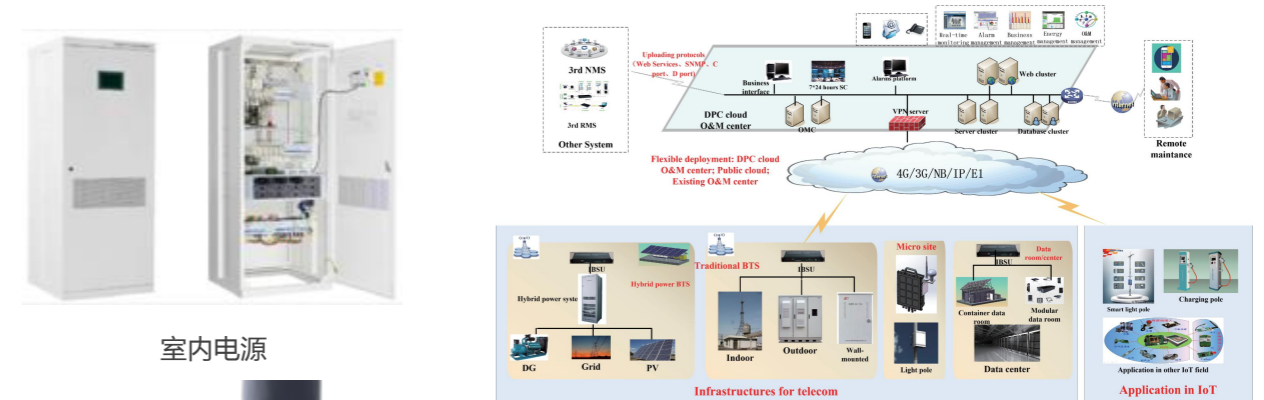 室内电源
Real-time
monitoring
Alarm
management
Business
management
Energy
management
O&M
management
Uploading protocols
(Web Services、SNMP、C
port、D port)
3rd NMS
3rd RMS
Other System
Business
interface
7*24 hours SC
Alarms platform
Web cluster
DPC cloud
O&M center
OMC
VPN server
Server cluster
Database cluster
Internet
Remote
maintance
Flexible deployment: DPC cloud
O&M center; Public cloud;
Existing O&M center
4G/3G/NB/IP/E1
IBSU
Hybrid power BTS
Hybrid power syste
DG
Grid
PV
Traditional BTS
IBSU
Indoor
Outdoor
Wall-
mounted
Micro site
Light pole
Data
room/center
IBSU
Container data
room
Modular
data room
Data center
Infrastructures for telecom
Smart light pole
Charging pole
Application in other IoT field
Application in IoT